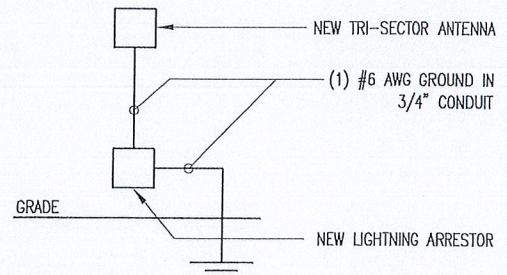 NEW TRI-SECTOR ANTENNA
(1) #6 AWG GROUND IN
3/4" CONDUIT
GRADE
NEW LIGHTNING ARRESTOR